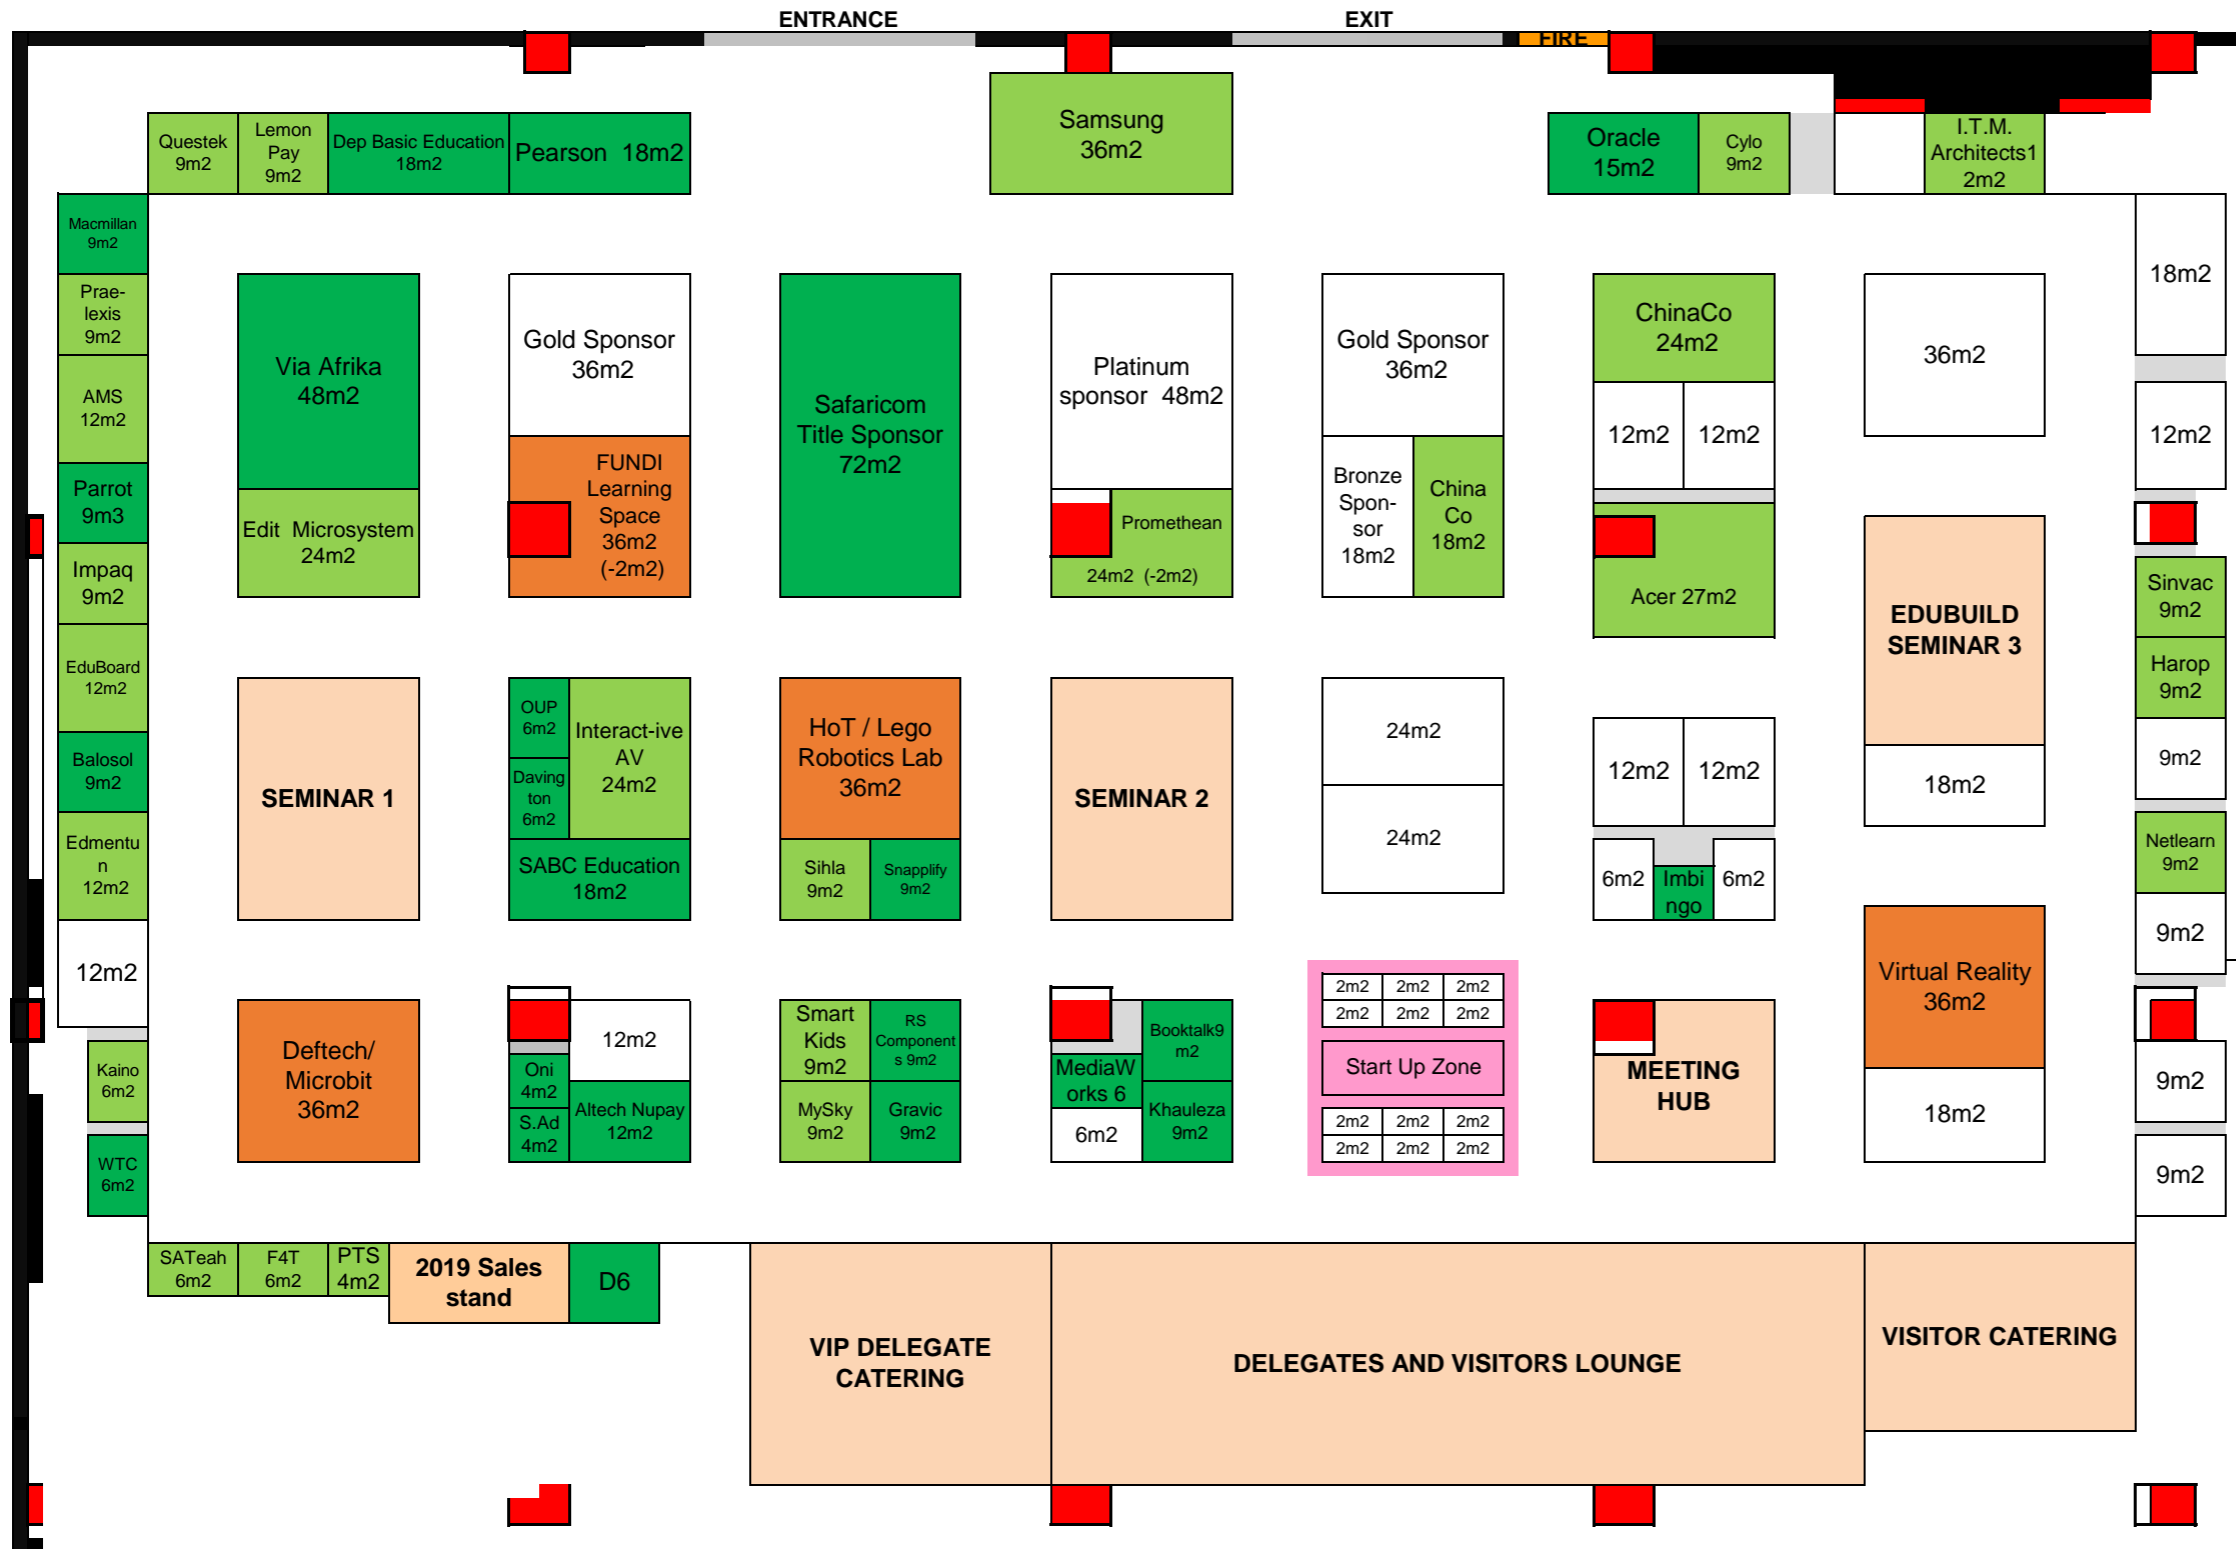 ENTRANCE
EXIT
FIRE
Samsung
36m2
Questek
9m2
Lemon
Pay
9m2
Dep Basic Education
18m2
Pearson 18m2
Oracle
15m2
Cylo
9m2
I.T.M.
Architects1
2m2
Macmillan
9m2
Prae-
lexis
9m2
AMS
12m2
Parrot
9m3
Impaq
9m2
EduBoard
12m2
Balosol
9m2
Edmentu
n
12m2
12m2
Kaino
6m2
WTC
6m2
Via Afrika
48m2
Edit Microsystem
24m2
Gold Sponsor
36m2
FUNDI
Learning
Space
36m2
(-2m2)
Safaricom
Title Sponsor
72m2
Platinum
sponsor 48m2
Promethean
24m2 (-2m2)
Gold Sponsor
36m2
Bronze
Spon-
sor
18m2
China
Co
18m2
ChinaCo
24m2
12m2
12m2
Acer 27m2
36m2
EDUBUILD
SEMINAR 3
18m2
18m2
12m2
Sinvac
9m2
Harop
9m2
9m2
Netlearn
9m2
9m2
9m2
9m2
SEMINAR 1
OUP
6m2
Daving
ton
6m2
Interact-ive
AV
24m2
SABC Education
18m2
HoT / Lego
Robotics Lab
36m2
Sihla
9m2
Snapplify
9m2
SEMINAR 2
24m2
24m2
12m2
12m2
6m2
Imbi
ngo
6m2
Virtual Reality
36m2
18m2
Deftech/
Microbit
36m2
12m2
Oni
4m2
S.Ad
4m2
Altech Nupay
12m2
Smart
Kids
9m2
RS
Component
s 9m2
MySky
9m2
Gravic
9m2
Booktalk9
m2
MediaW
orks 6
6m2
Khauleza
9m2
2m2 2m2 2m2
2m2 2m2 2m2
Start Up Zone
2m2 2m2 2m2
2m2 2m2 2m2
MEETING
HUB
SATeah
6m2
F4T
6m2
PTS
4m2
2019 Sales
stand
D6
VIP DELEGATE
CATERING
DELEGATES AND VISITORS LOUNGE
VISITOR CATERING